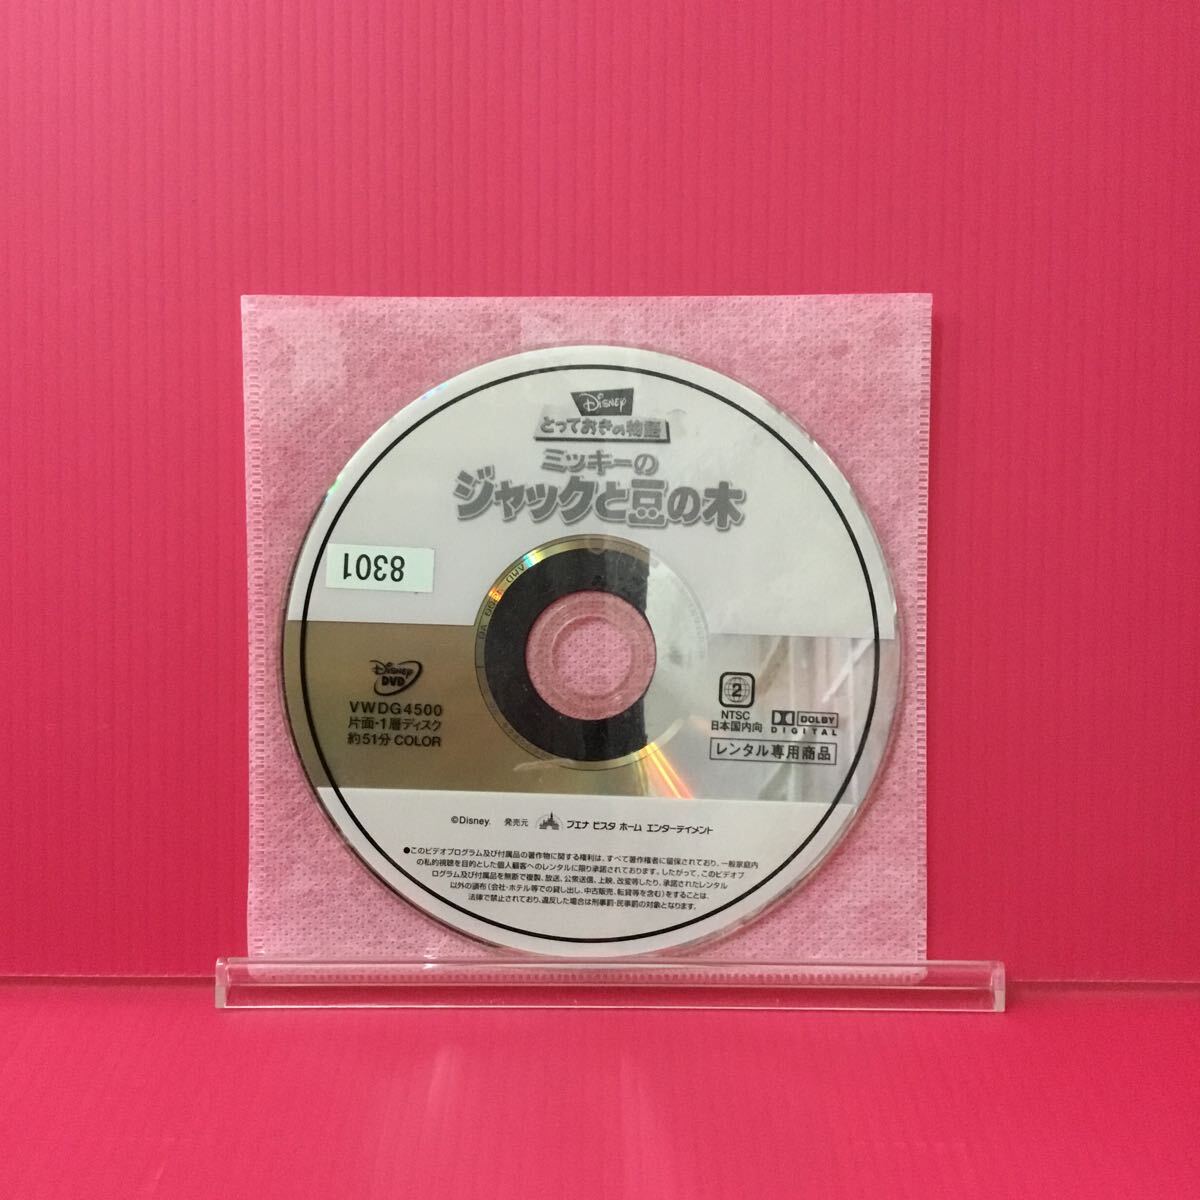 DISNEY
とっておきの物語
ミッキーの
ジャックと豆の木
8301
DISNEY
DVD
VWDG4500
片面・1層ディスク
約51分 COLOR
2
NTSC
日本国内向
DOLBY
DIGITAL
レンタル専用商品
©Disney. 発売元 ブエナ ビスタ ホーム エンターテイメント
●このビデオプログラム及び付属品の著作物に関する権利は、すべて著作権者に留保されており、一般家庭内
の私的視聴を目的とした個人顧客へのレンタルに限り承諾されております。したがって、このビデオプ
ログラム及び付属品を無断で複製、放送、公衆送信、上映、改変等したり、承諾されたレンタル
以外の頒布(会社・ホテル等での貸し出し、中古販売、転貸等を含む)をすることは、
法律で禁止されており、違反した場合は刑事罰・民事罰の対象となります。